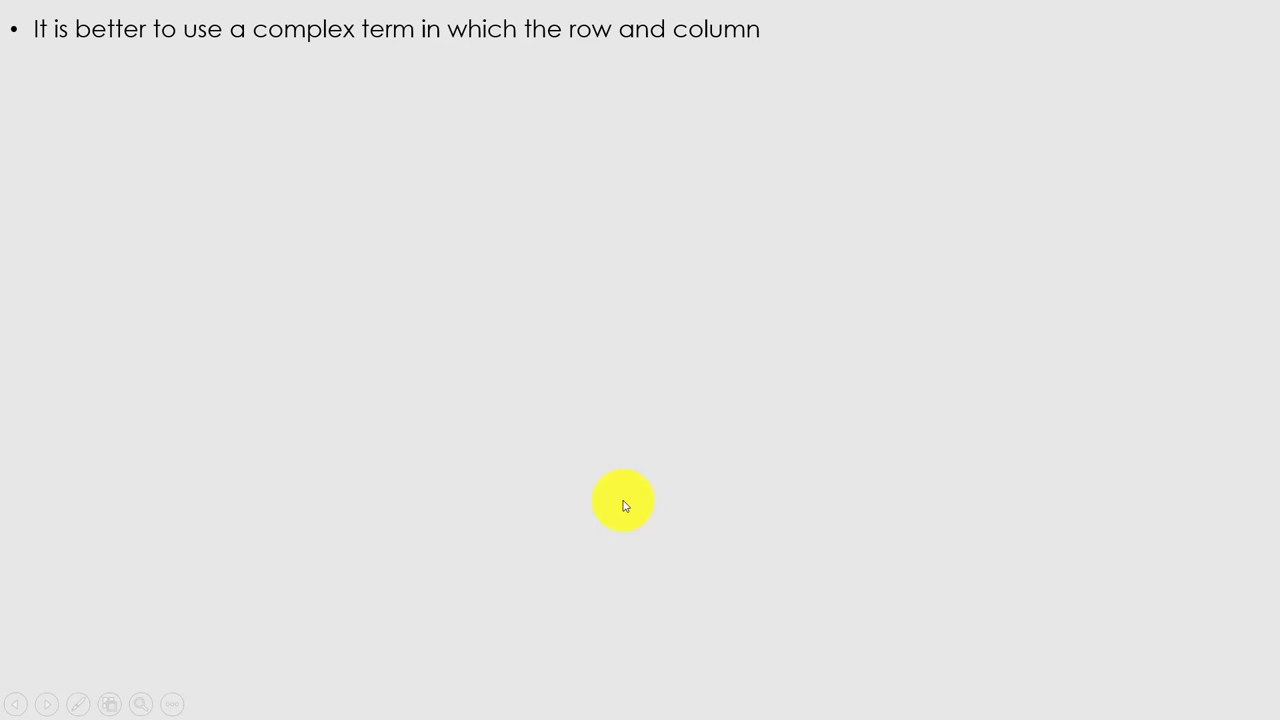 • It is better to use a complex term in which the row and column